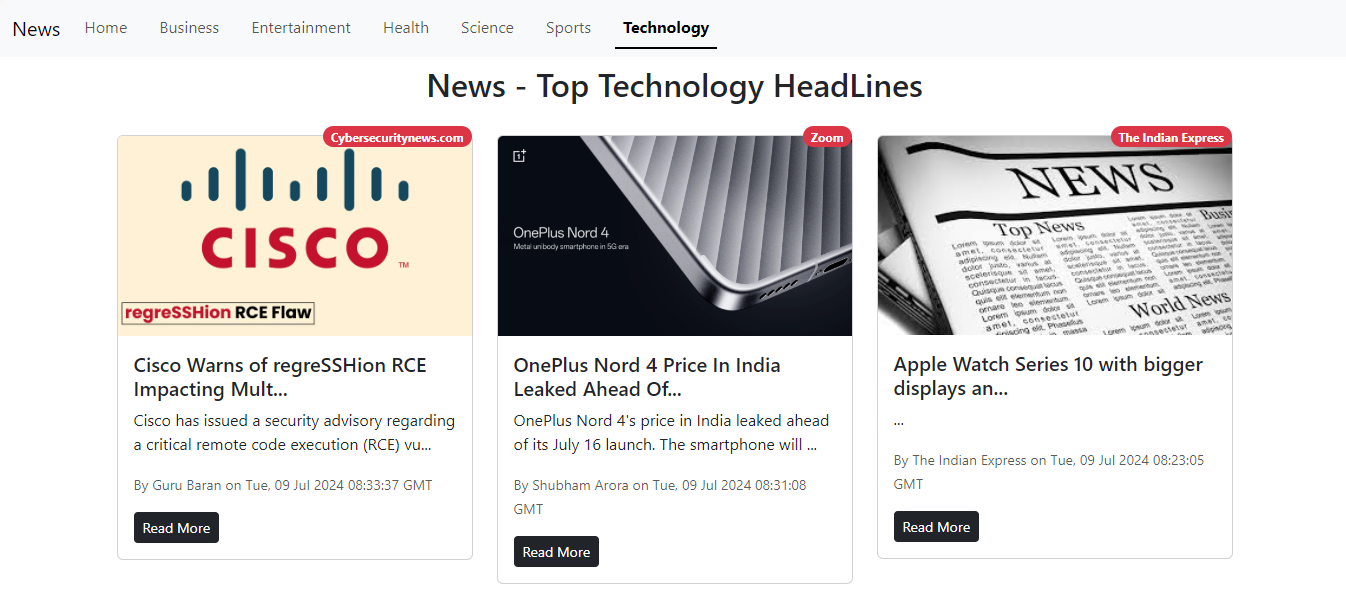 News Home Business Entertainment Health Science Sports Technology
News - Top Technology HeadLines
Cybersecuritynews.com
CISCO
TM
regreSSHion RCE Flaw
Cisco Warns of regreSSHion RCE
Impacting Mult...
Cisco has issued a security advisory regarding
a critical remote code execution (RCE) vu...
By Guru Baran on Tue, 09 Jul 2024 08:33:37 GMT
Read More
Zoom
OnePlus Nord 4
Metal unibody smartphone in 5G era
OnePlus Nord 4 Price In India
Leaked Ahead Of...
OnePlus Nord 4's price in India leaked ahead
of its July 16 launch. The smartphone will ...
By Shubham Arora on Tue, 09 Jul 2024 08:31:08
GMT
Read More
The Indian Express
NEWS
Top News
World News
Apple Watch Series 10 with bigger
displays an...
...
By The Indian Express on Tue, 09 Jul 2024 08:23:05
GMT
Read More